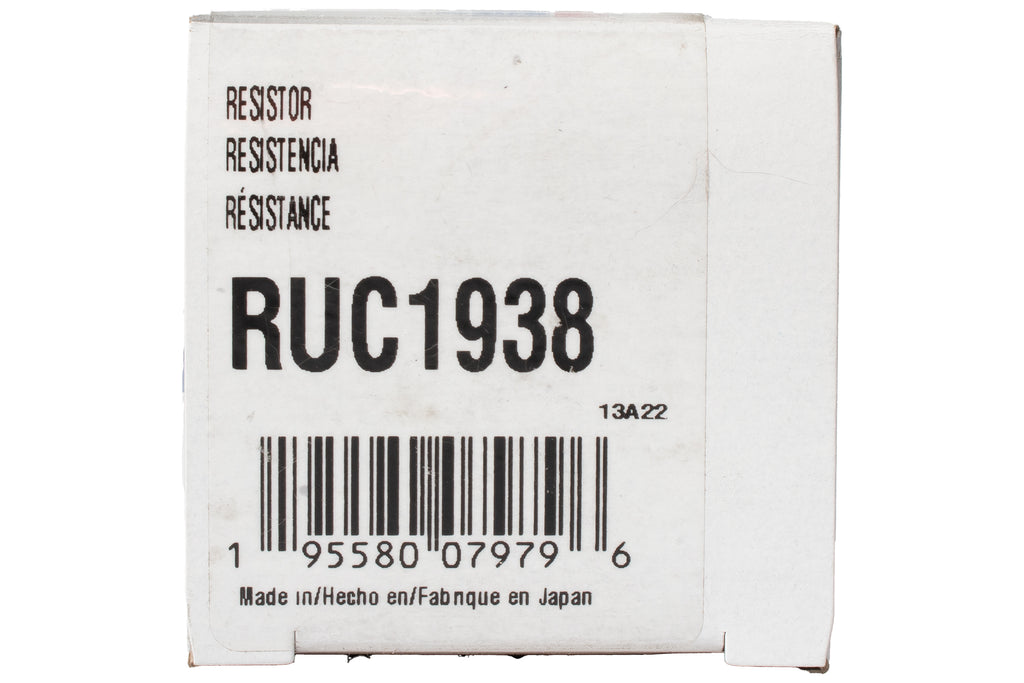 RESISTOR
RESISTENCIA
RÉSISTANCE
RUC1938
13A22
1 95580 07979 6
Made in/Hecho en/Fabrique en Japan